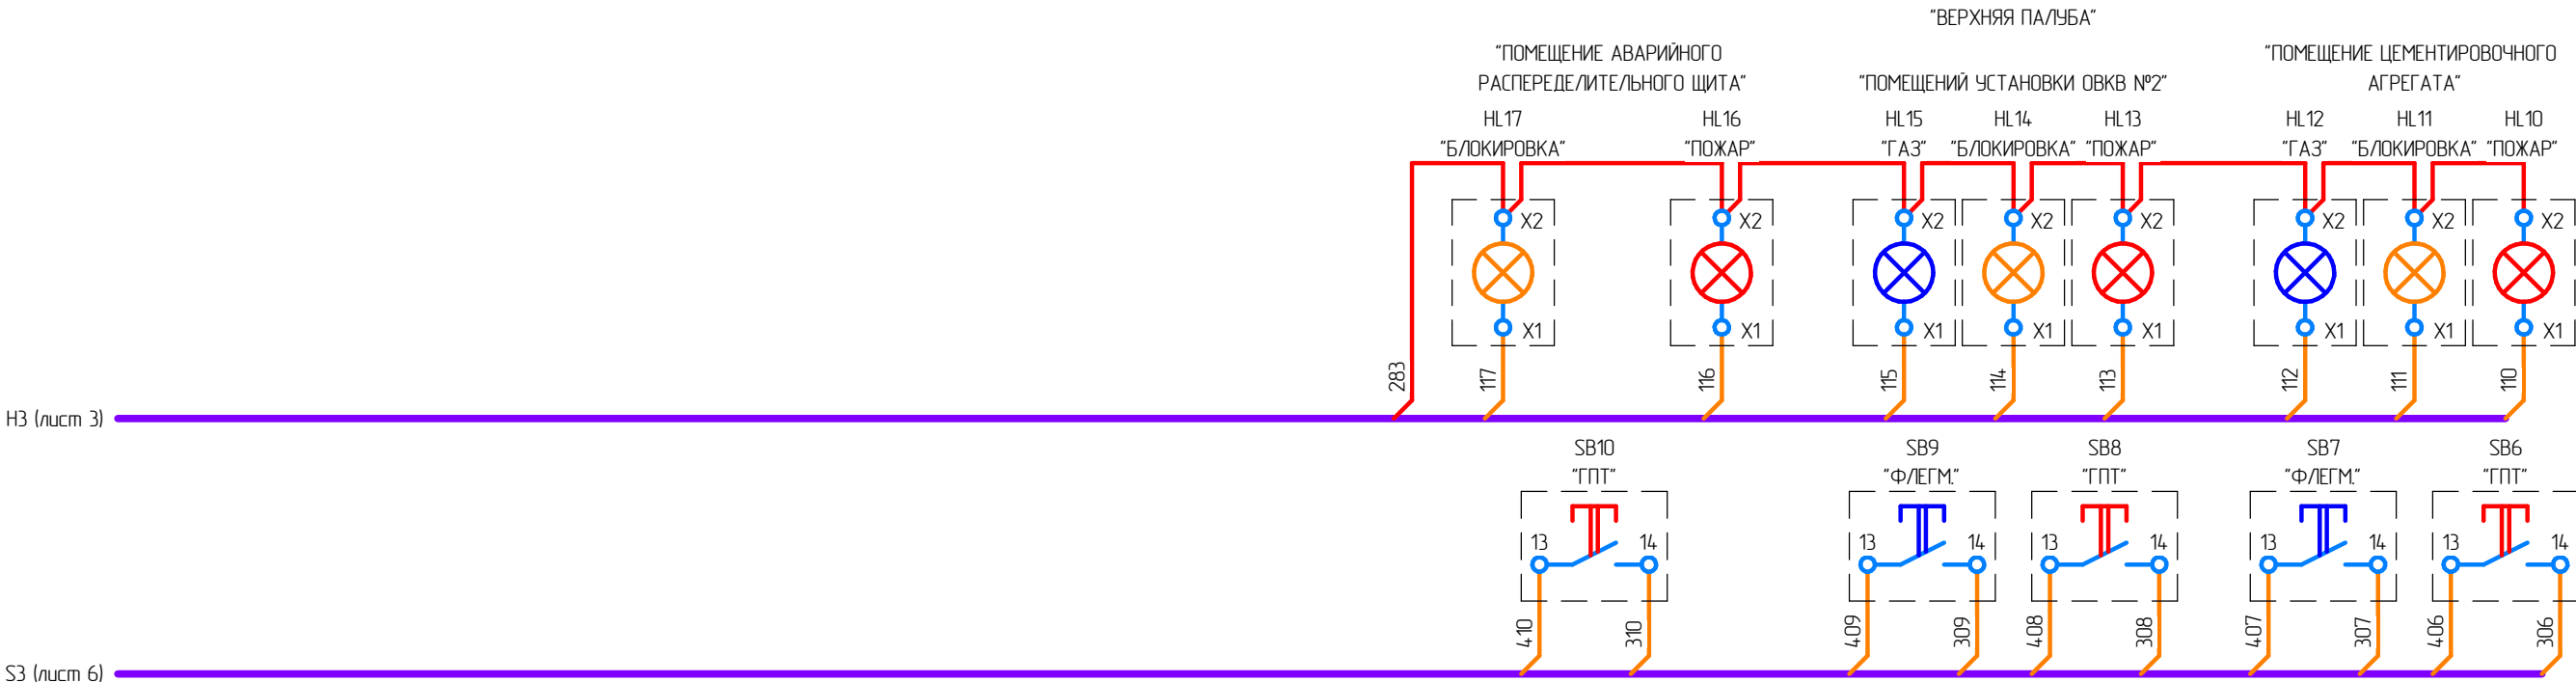 "ВЕРХНЯЯ ПАЛУБА"
"ПОМЕЩЕНИЕ АВАРИЙНОГО
РАСПЕРЕДЕЛИТЕЛЬНОГО ЩИТА"
"ПОМЕЩЕНИЙ УСТАНОВКИ ОВКВ №2"
"ПОМЕЩЕНИЕ ЦЕМЕНТИРОВОЧНОГО
АГРЕГАТА"
HL17 HL16 HL15 HL14 HL13 HL12 HL11 HL10
"БЛОКИРОВКА" "ПОЖАР" "ГАЗ" "БЛОКИРОВКА" "ПОЖАР" "ГАЗ" "БЛОКИРОВКА" "ПОЖАР"
X2 X2 X2 X2 X2 X2 X2 X2
X1 X1 X1 X1 X1 X1 X1 X1
283 117 116 115 114 113 112 111 110
H3 (лист 3)
SB10 SB9 SB8 SB7 SB6
"ГПТ" "ФЛЕГМ." "ГПТ" "ФЛЕГМ." "ГПТ"
13 14 13 14 13 14 13 14 13 14
410 310 409 309 408 308 407 307 406 306
S3 (лист 6)